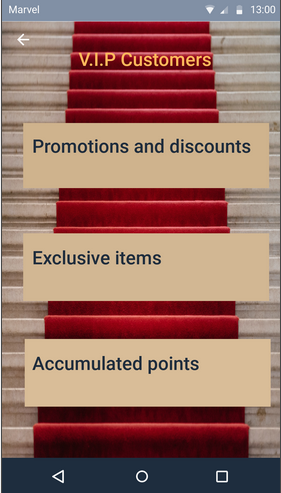 Marvel 13:00
V.I.P Customers
Promotions and discounts
Exclusive items
Accumulated points